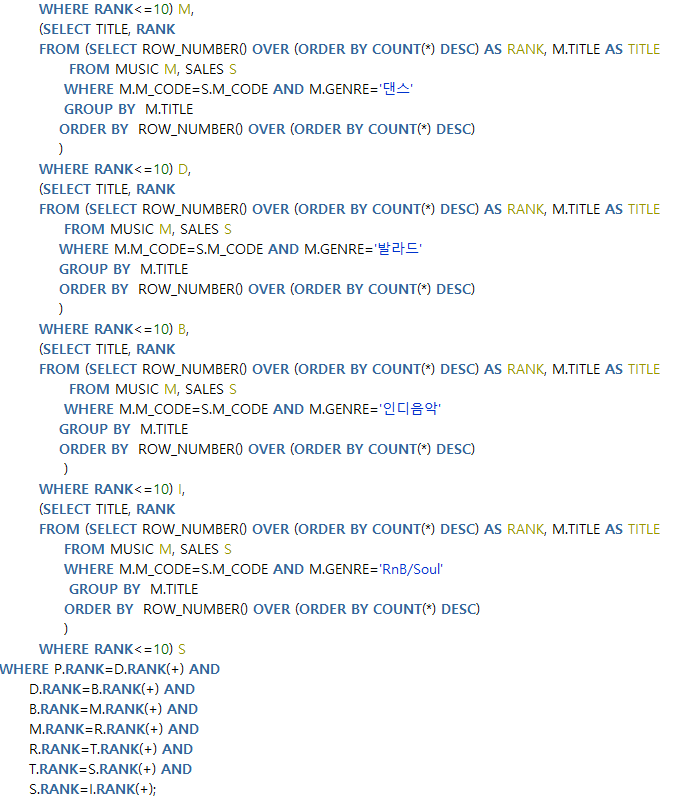 WHERE RANK<=10) M,
(SELECT TITLE, RANK
FROM (SELECT ROW_NUMBER() OVER (ORDER BY COUNT(*) DESC) AS RANK, M.TITLE AS TITLE
FROM MUSIC M, SALES S
WHERE M.M_CODE=S.M_CODE AND M.GENRE='댄스'
GROUP BY M.TITLE
ORDER BY ROW_NUMBER() OVER (ORDER BY COUNT(*) DESC)
)
WHERE RANK<=10) D,
(SELECT TITLE, RANK
FROM (SELECT ROW_NUMBER() OVER (ORDER BY COUNT(*) DESC) AS RANK, M.TITLE AS TITLE
FROM MUSIC M, SALES S
WHERE M.M_CODE=S.M_CODE AND M.GENRE='발라드'
GROUP BY M.TITLE
ORDER BY ROW_NUMBER() OVER (ORDER BY COUNT(*) DESC)
)
WHERE RANK<=10) B,
(SELECT TITLE, RANK
FROM (SELECT ROW_NUMBER() OVER (ORDER BY COUNT(*) DESC) AS RANK, M.TITLE AS TITLE
FROM MUSIC M, SALES S
WHERE M.M_CODE=S.M_CODE AND M.GENRE='인디음악'
GROUP BY M.TITLE
ORDER BY ROW_NUMBER() OVER (ORDER BY COUNT(*) DESC)
)
WHERE RANK<=10) I,
(SELECT TITLE, RANK
FROM (SELECT ROW_NUMBER() OVER (ORDER BY COUNT(*) DESC) AS RANK, M.TITLE AS TITLE
FROM MUSIC M, SALES S
WHERE M.M_CODE=S.M_CODE AND M.GENRE='RnB/Soul'
GROUP BY M.TITLE
ORDER BY ROW_NUMBER() OVER (ORDER BY COUNT(*) DESC)
)
WHERE RANK<=10) S
WHERE P.RANK=D.RANK(+) AND
D.RANK=B.RANK(+) AND
B.RANK=M.RANK(+) AND
M.RANK=R.RANK(+) AND
R.RANK=T.RANK(+) AND
T.RANK=S.RANK(+) AND
S.RANK=I.RANK(+);